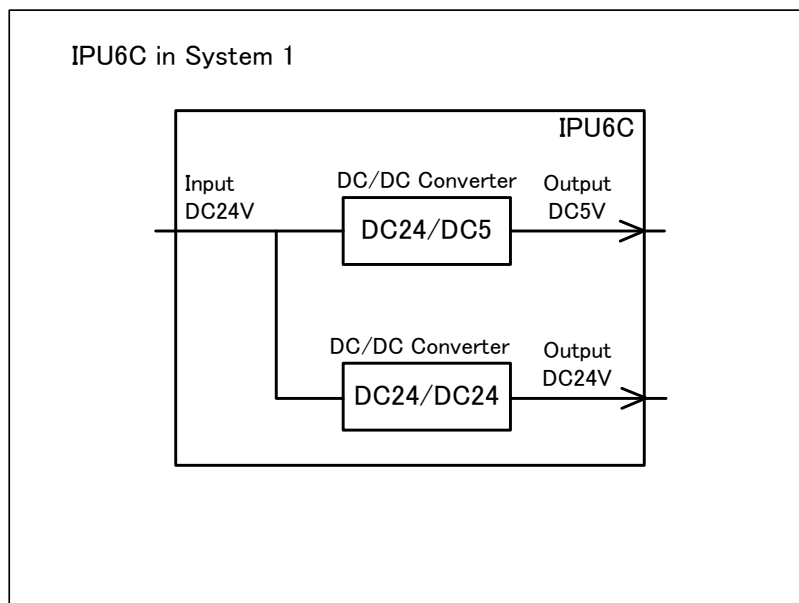 IPU6C in System 1
IPU6C
Input
DC24V
DC/DC Converter
DC24/DC5
Output
DC5V
DC/DC Converter
DC24/DC24
Output
DC24V